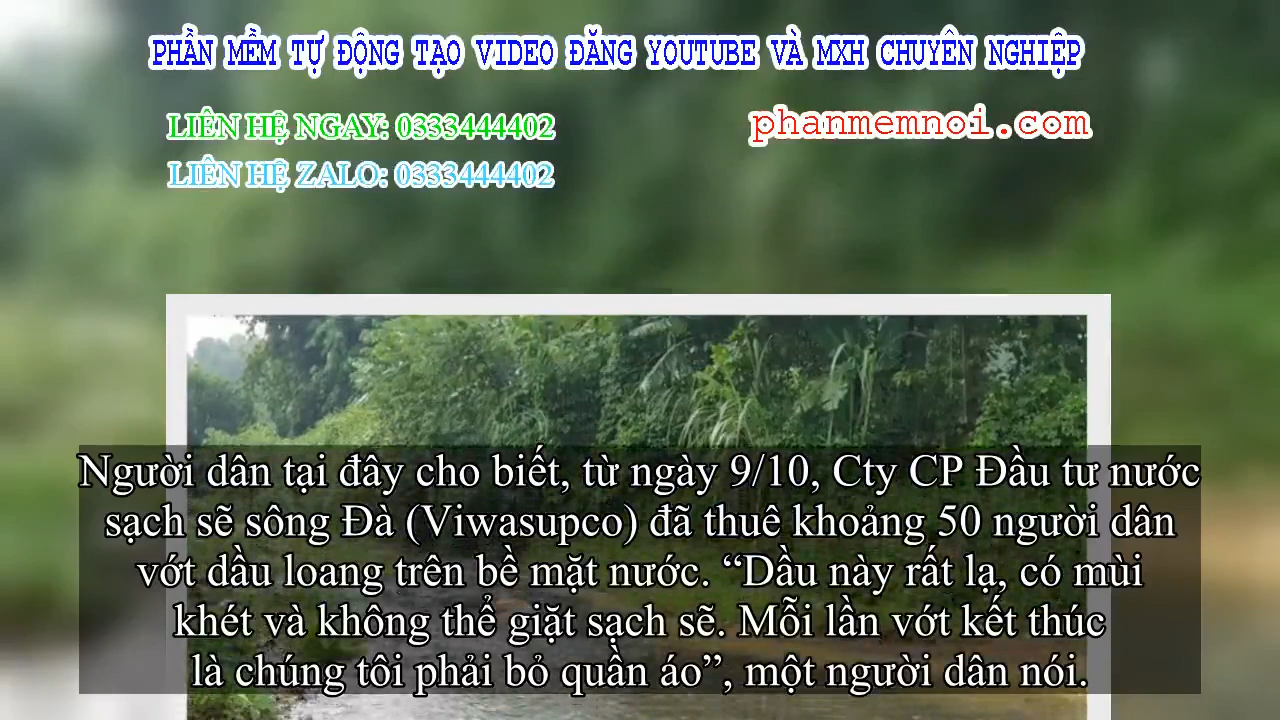 PHẦN MỀM TỰ ĐỘNG TẠO VIDEO ĐĂNG YOUTUBE VÀ MXH CHUYÊN NGHIỆP
LIÊN HỆ NGAY: 0333444402
phanmemnoi.com
LIÊN HỆ ZALO: 0333444402
Người dân tại đây cho biết, từ ngày 9/10, Cty CP Đầu tư nước
sạch sẽ sông Đà (Viwasupco) đã thuê khoảng 50 người dân
vớt dầu loang trên bề mặt nước. “Dầu này rất lạ, có mùi
khét và không thể giặt sạch sẽ. Mỗi lần vớt kết thúc
là chúng tôi phải bỏ quần áo”, một người dân nói.